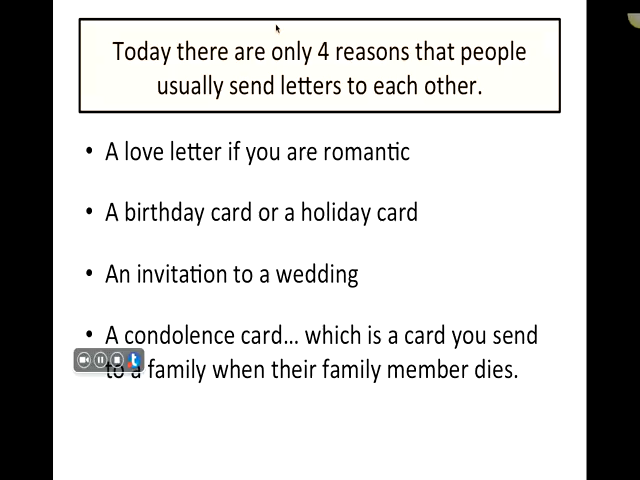 Today there are only 4 reasons that people
usually send letters to each other.
• A love letter if you are romantic
• A birthday card or a holiday card
• An invitation to a wedding
• A condolence card... which is a card you send
to a family when their family member dies.